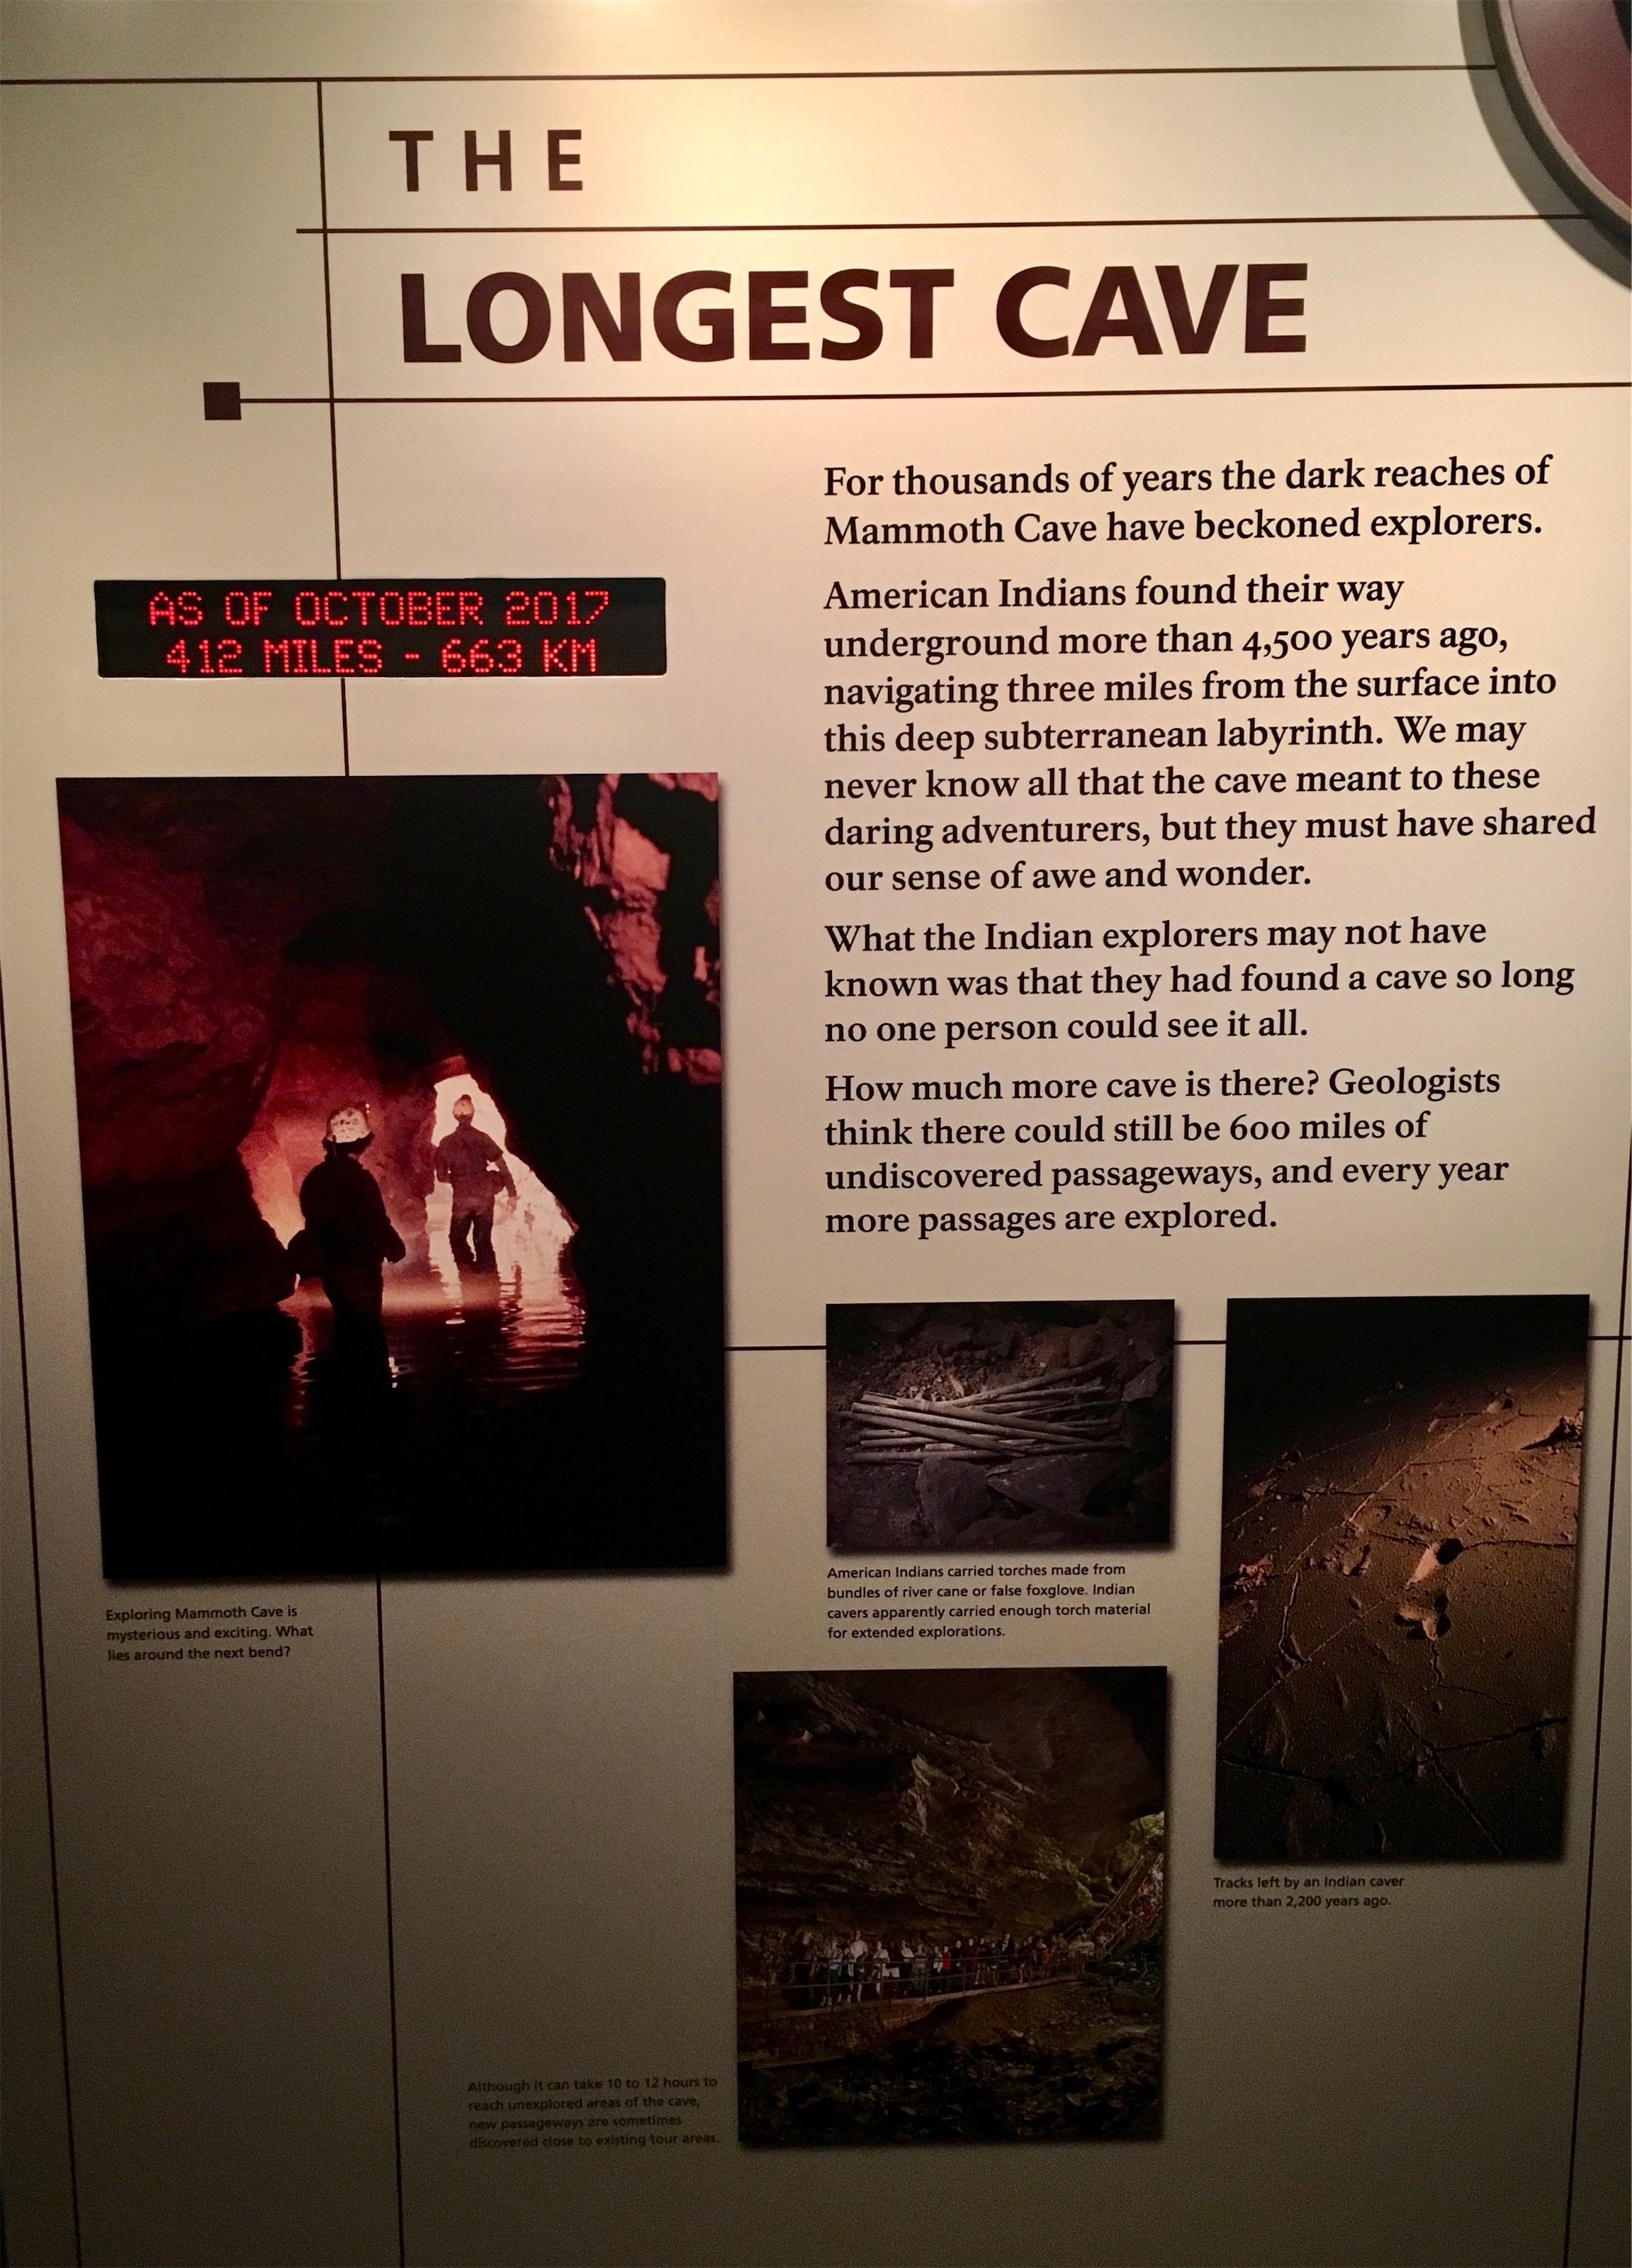 THE
LONGEST CAVE
AS OF OCTOBER 2017
412 MILES - 663 KM
For thousands of years the dark reaches of
Mammoth Cave have beckoned explorers.
American Indians found their way
underground more than 4,500 years ago,
navigating three miles from the surface into
this deep subterranean labyrinth. We may
never know all that the cave meant to these
daring adventurers, but they must have shared
our sense of awe and wonder.
What the Indian explorers may not have
known was that they had found a cave so long
no one person could see it all.
How much more cave is there? Geologists
think there could still be 600 miles of
undiscovered passageways, and every year
more passages are explored.
Exploring Mammoth Cave is
mysterious and exciting. What
lies around the next bend?
American Indians carried torches made from
bundles of river cane or false foxglove. Indian
cavers apparently carried enough torch material
for extended explorations.
Tracks left by an Indian caver
more than 2,200 years ago.
Although it can take 10 to 12 hours to
reach unexplored areas of the cave,
new passageways are sometimes
discovered close to existing tour areas.